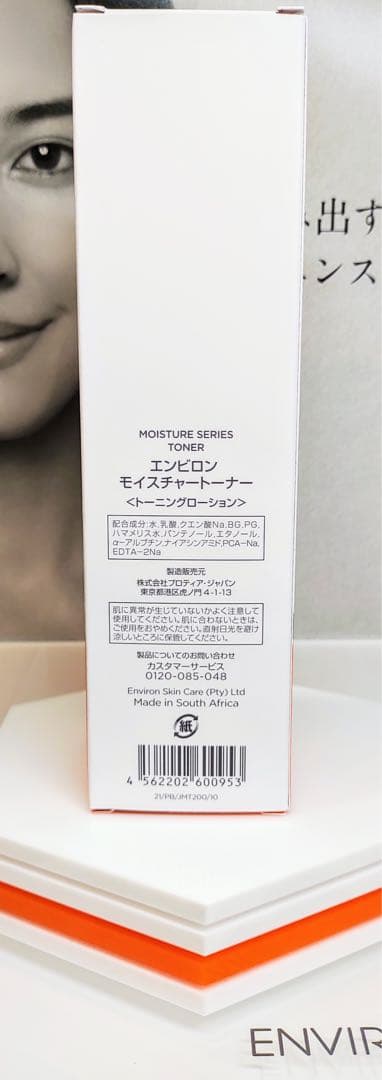 み出す
ンス
MOISTURE SERIES
TONER
エンビロン
モイスチャートーナー
<トーニングローション>
配合成分:水,乳酸,クエン酸Na,BG,PG,
ハマメリス水,パンテノール,エタノール,
α-アルブチン,ナイアシンアミド,PCA-Na,
EDTA-2Na
製造販売元
株式会社プロティア・ジャパン
東京都港区虎ノ門 4-1-13
肌に異常が生じていないかよく注意して
使用してください。肌に合わないときは、
ご使用をおやめください。直射日光を避け
涼しいところに保管してください。
製品についてのお問い合わせ
カスタマーサービス
0120-085-048
Environ Skin Care (Pty) Ltd
Made in South Africa
紙
4 562202 600953
21/PB/JMT200/10
ENVIR